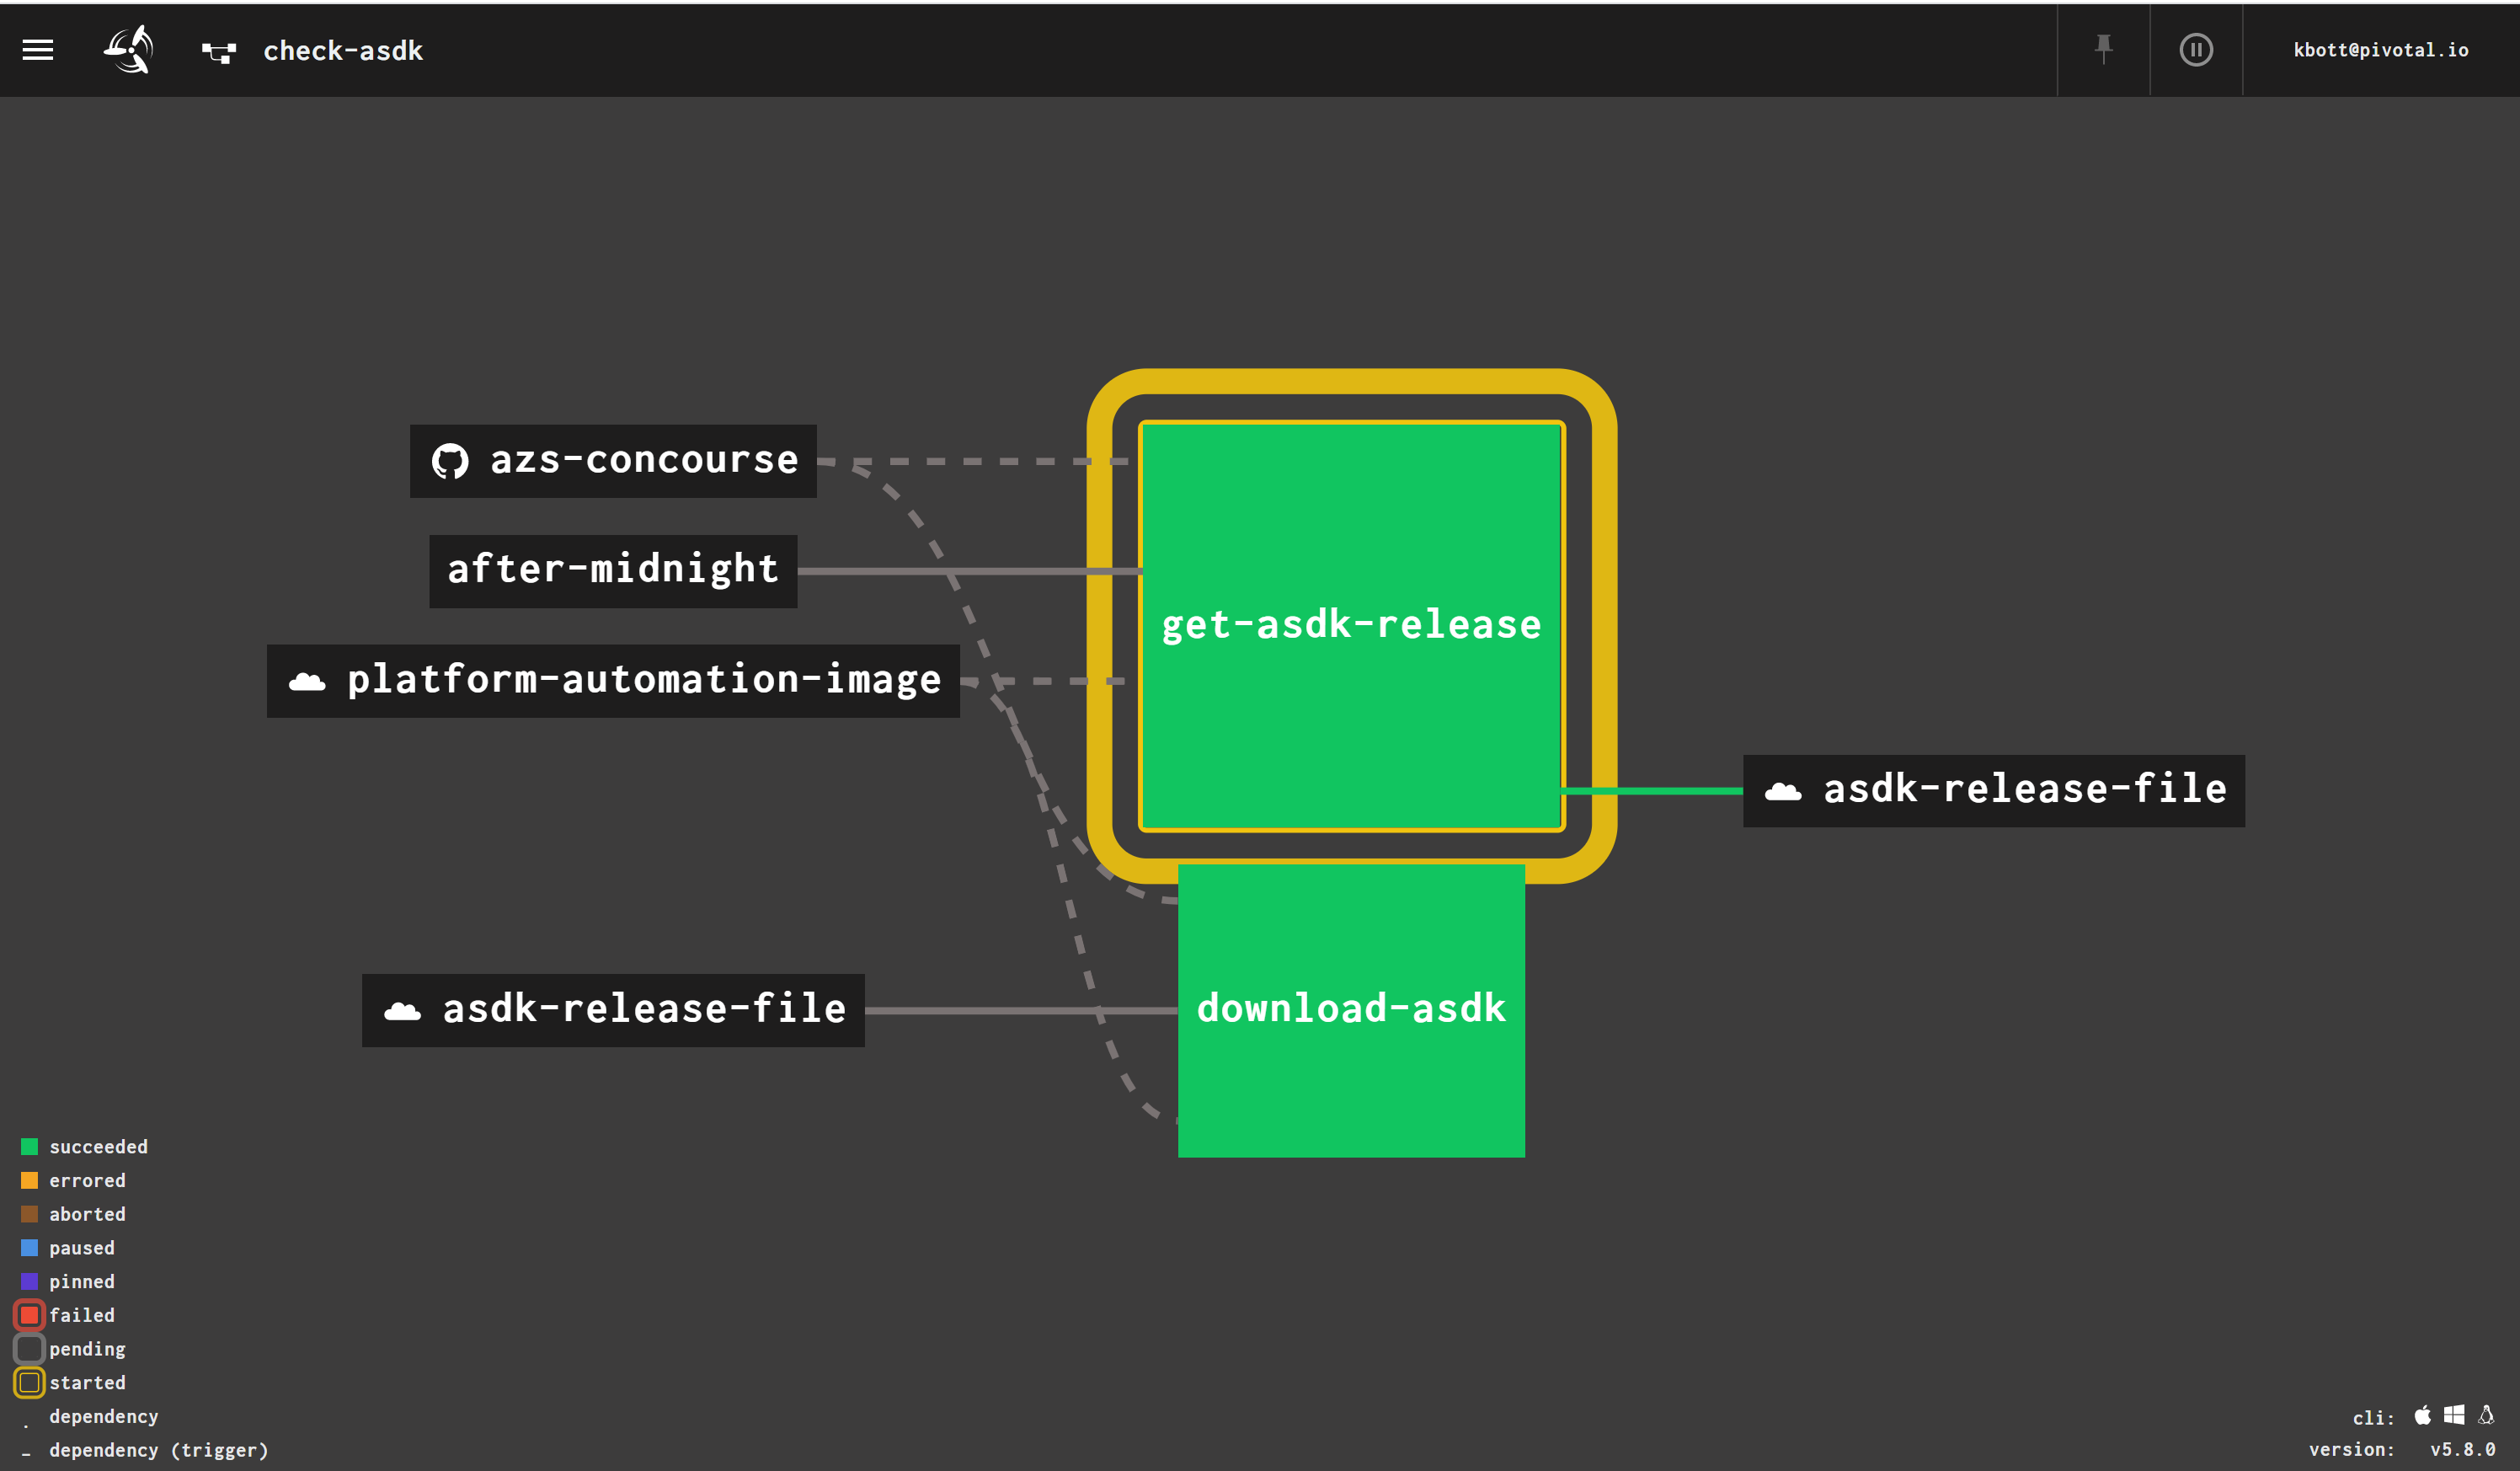 check-asdk
kbott@pivotal.io
azs-concourse
after-midnight
get-asdk-release
platform-automation-image
asdk-release-file
asdk-release-file
download-asdk
succeeded
errored
aborted
paused
pinned
failed
pending
started
. dependency
– dependency (trigger)
cli:
version: v5.8.0